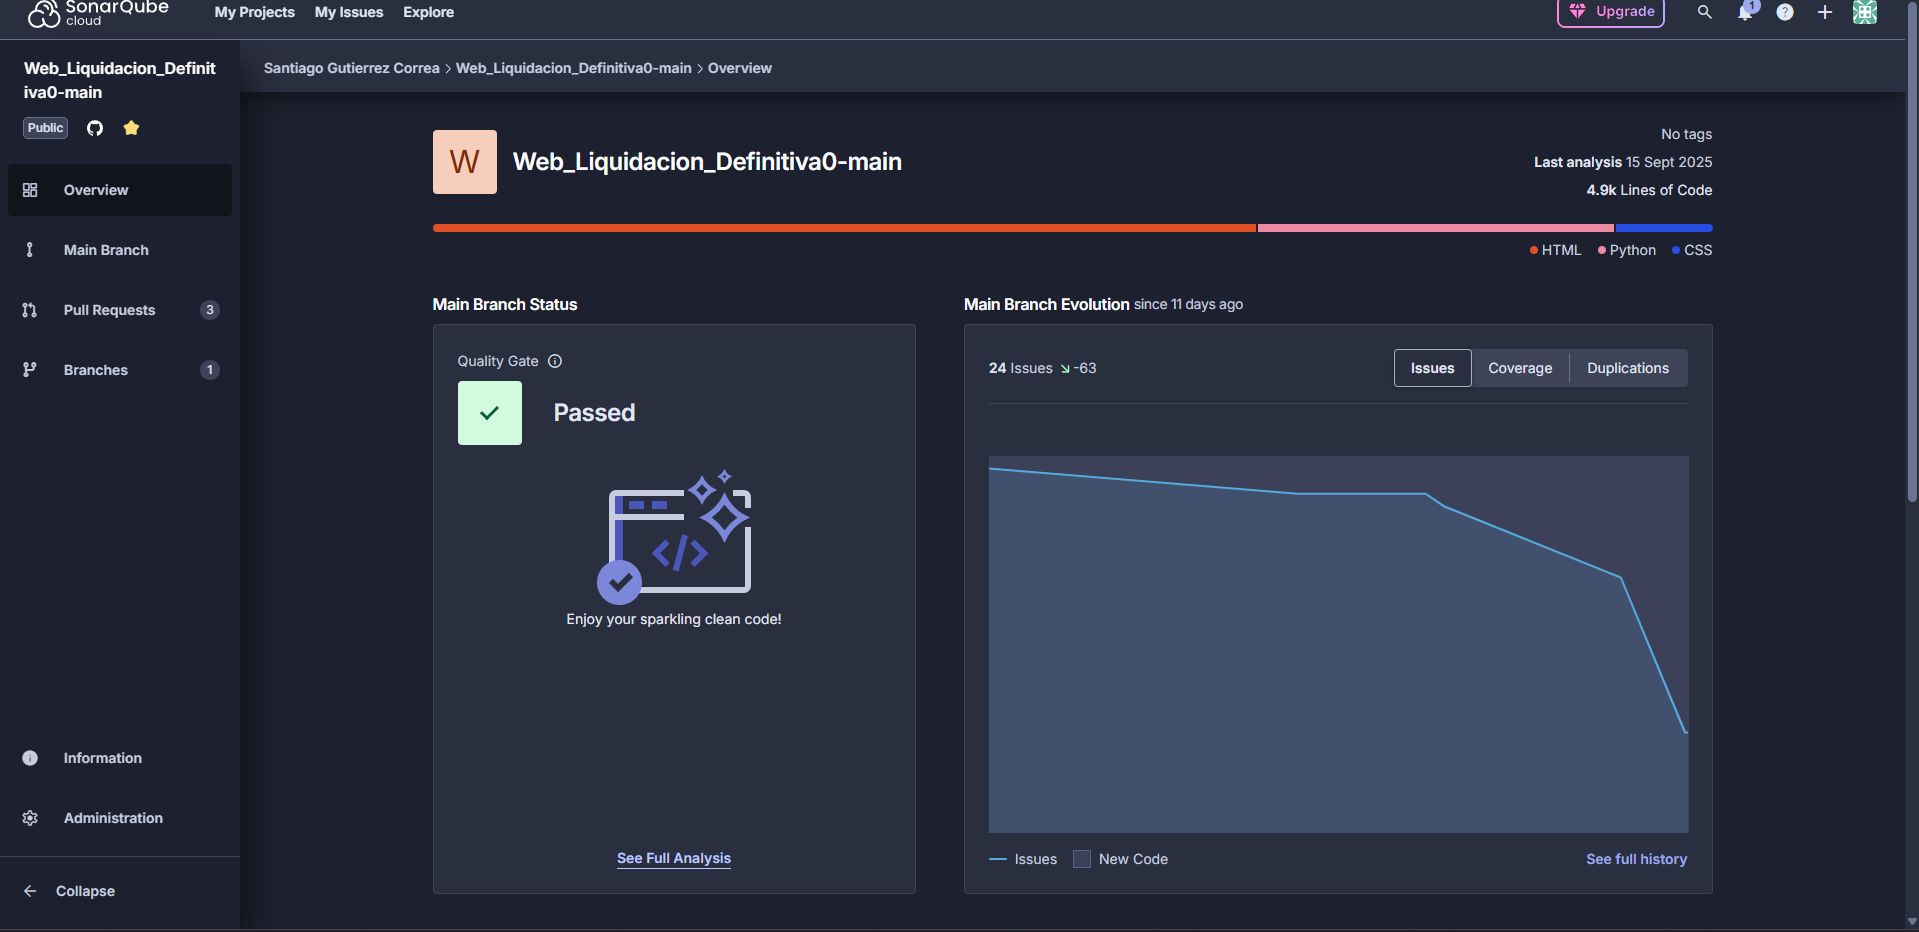 SonarQube
cloud
My Projects
My Issues
Explore
Upgrade
1
?
Web_Liquidacion_Definit
iva0-main
Public
Santiago Gutierrez Correa > Web_Liquidacion_Definitiva0-main > Overview
Overview
Main Branch
Pull Requests 3
Branches 1
Information
Administration
Collapse
W
Web_Liquidacion_Definitiva0-main
No tags
Last analysis 15 Sept 2025
4.9k Lines of Code
HTML Python CSS
Main Branch Status
Quality Gate
Passed
</>
Enjoy your sparkling clean code!
See Full Analysis
Main Branch Evolution since 11 days ago
24 Issues -63
Issues Coverage Duplications
Issues New Code
See full history